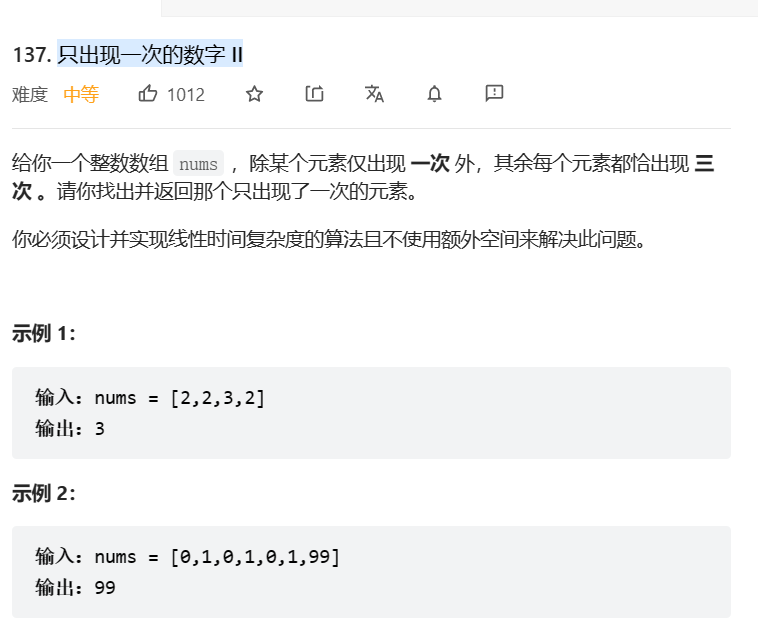 137. 只出现一次的数字 II
难度 中等 1012
给你一个整数数组 nums ，除某个元素仅出现 一次 外，其余每个元素都恰出现 三
次 。请你找出并返回那个只出现了一次的元素。
你必须设计并实现线性时间复杂度的算法且不使用额外空间来解决此问题。
示例 1：
输入：nums = [2,2,3,2]
输出：3
示例 2：
输入：nums = [0,1,0,1,0,1,99]
输出：99